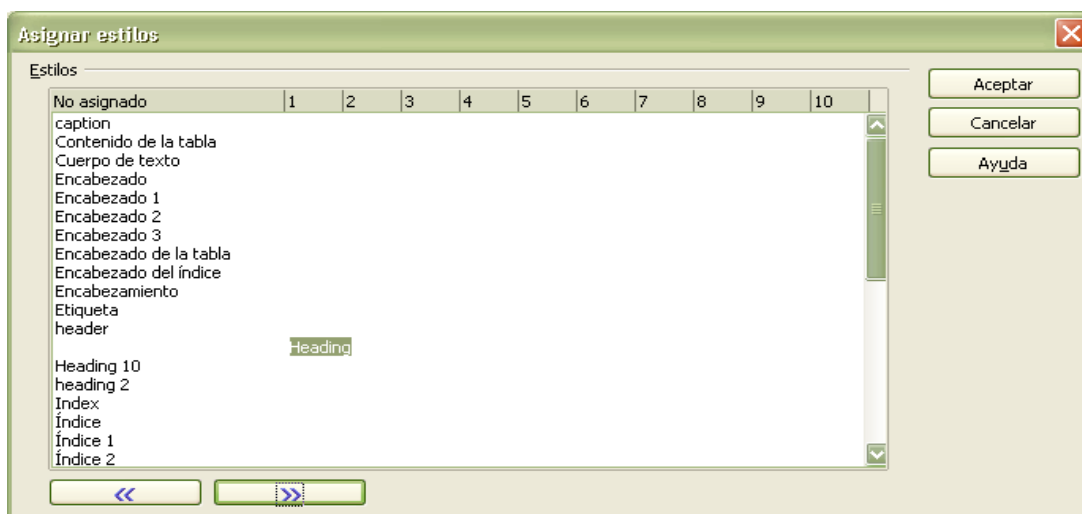 Asignar estilos
Estilos
No asignado 1 2 3 4 5 6 7 8 9 10
Aceptar
caption
Cancelar
Contenido de la tabla
Cuerpo de texto
Ayuda
Encabezado
Encabezado 1
Encabezado 2
Encabezado 3
Encabezado de la tabla
Encabezado del índice
Encabezamiento
Etiqueta
header
Heading
Heading 10
heading 2
Index
Índice
Índice 1
Índice 2
<<
>>